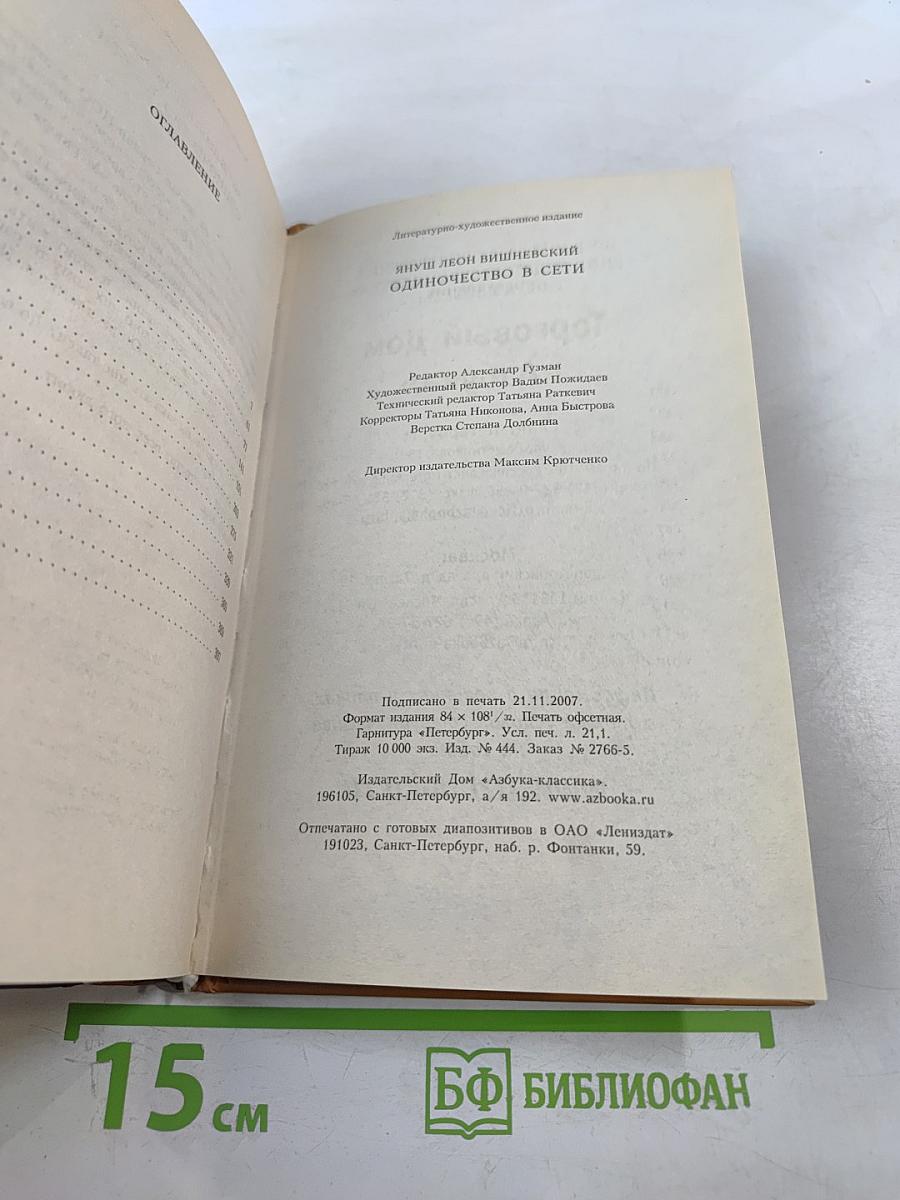 ОГЛАВЛЕНИЕ
Литературно-художественное издание
ЯНУШ ЛЕОН ВИШНЕВСКИЙ
ОДИНОЧЕСТВО В СЕТИ
Редактор Александр Гузман
Художественный редактор Вадим Пожидаев
Технический редактор Татьяна Раткевич
Корректоры Татьяна Никонова, Анна Быстрова
Верстка Степана Долбнина
Директор издательства Максим Крютченко
Подписано в печать 21.11.2007.
Формат издания 84 × 108¹/₃₂. Печать офсетная.
Гарнитура «Петербург». Усл. печ. л. 21,1.
Тираж 10 000 экз. Изд. № 444. Заказ № 2766-5.
Издательский Дом «Азбука-классика».
196105, Санкт-Петербург, а/я 192. www.azbooka.ru
Отпечатано с готовых диапозитивов в ОАО «Лениздат»
191023, Санкт-Петербург, наб. р. Фонтанки, 59.
15 см
БФ БИБЛИОФАН